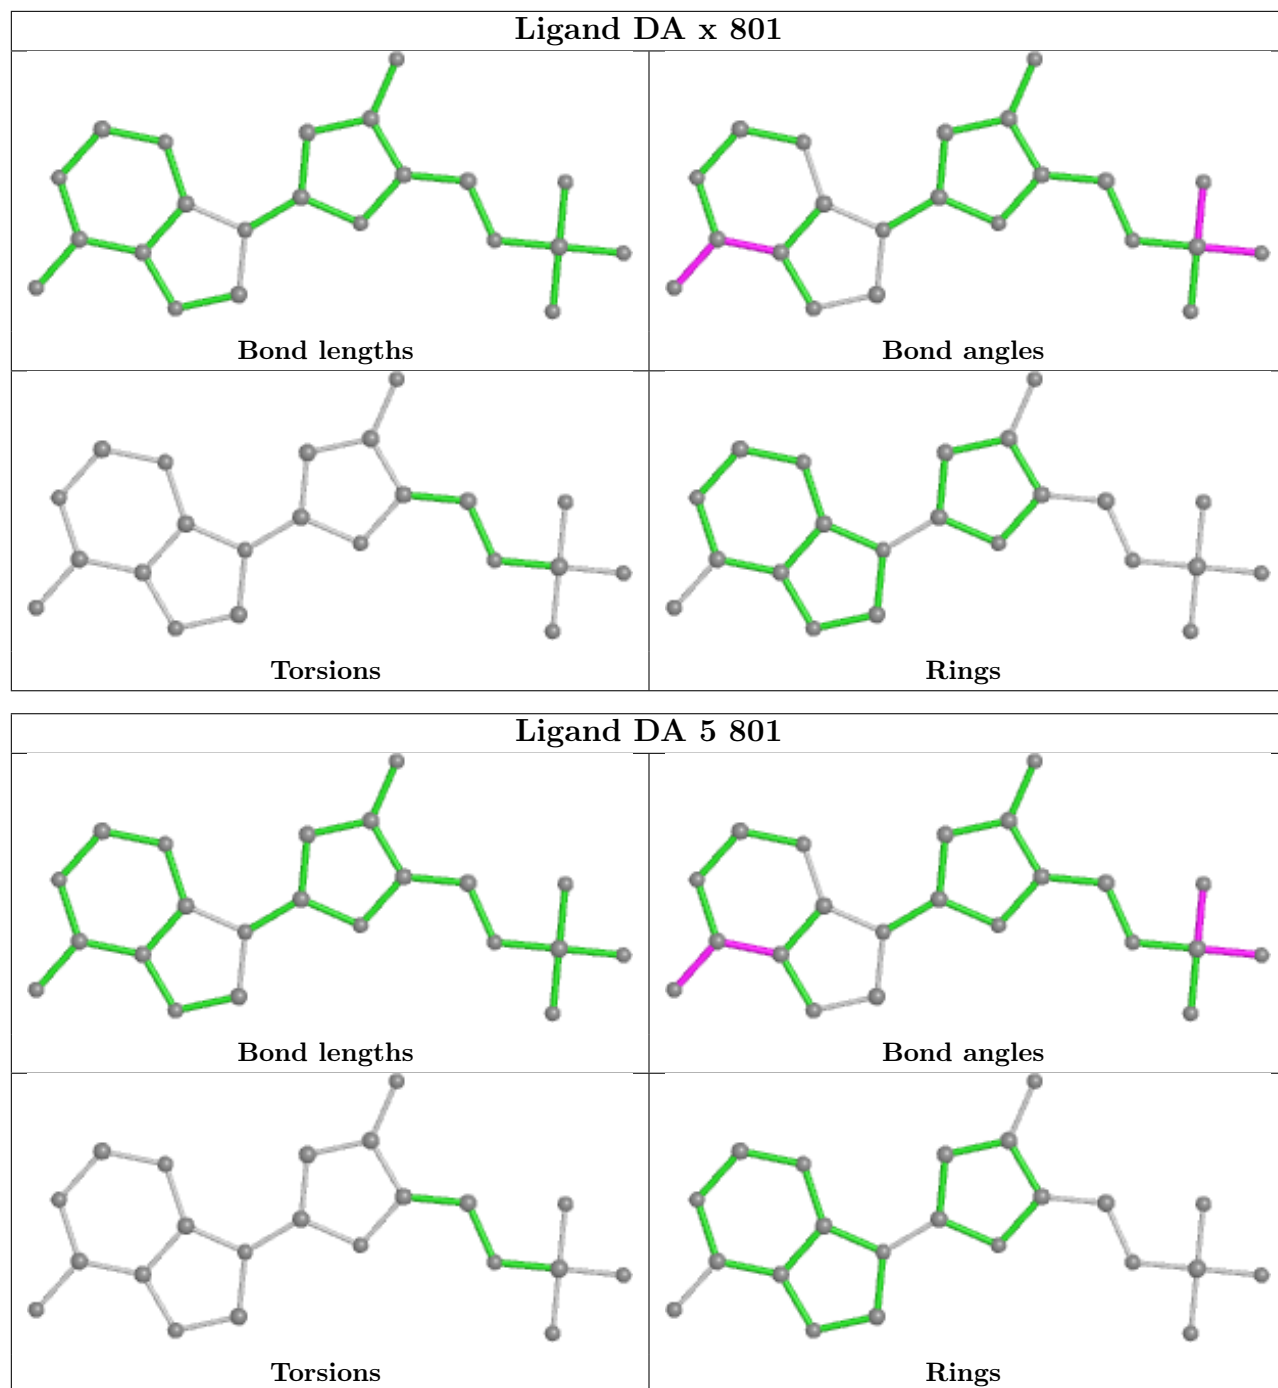 Ligand DA x 801
Bond lengths
Bond angles
Torsions
Rings
Ligand DA 5 801
Bond lengths
Bond angles
Torsions
Rings